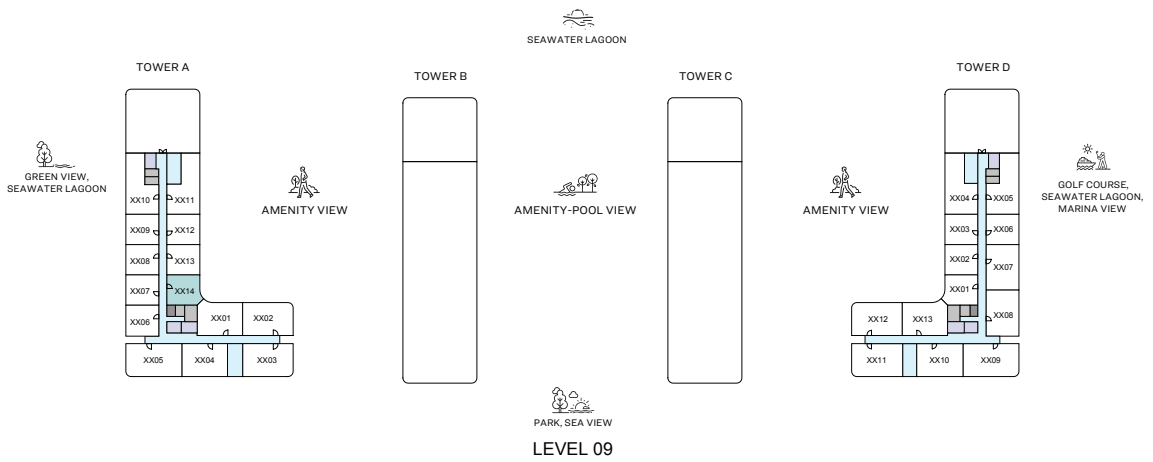 SEAWATER LAGOON
TOWER A
TOWER B
TOWER C
TOWER D
GREEN VIEW,
SEAWATER LAGOON
AMENITY VIEW
AMENITY-POOL VIEW
AMENITY VIEW
GOLF COURSE,
SEAWATER LAGOON,
MARINA VIEW
XX10
XX11
XX09
XX12
XX08
XX13
XX07
XX14
XX06
XX01
XX02
XX05
XX04
XX03
XX04
XX05
XX03
XX06
XX02
XX07
XX01
XX08
XX12
XX13
XX11
XX10
XX09
PARK, SEA VIEW
LEVEL 09